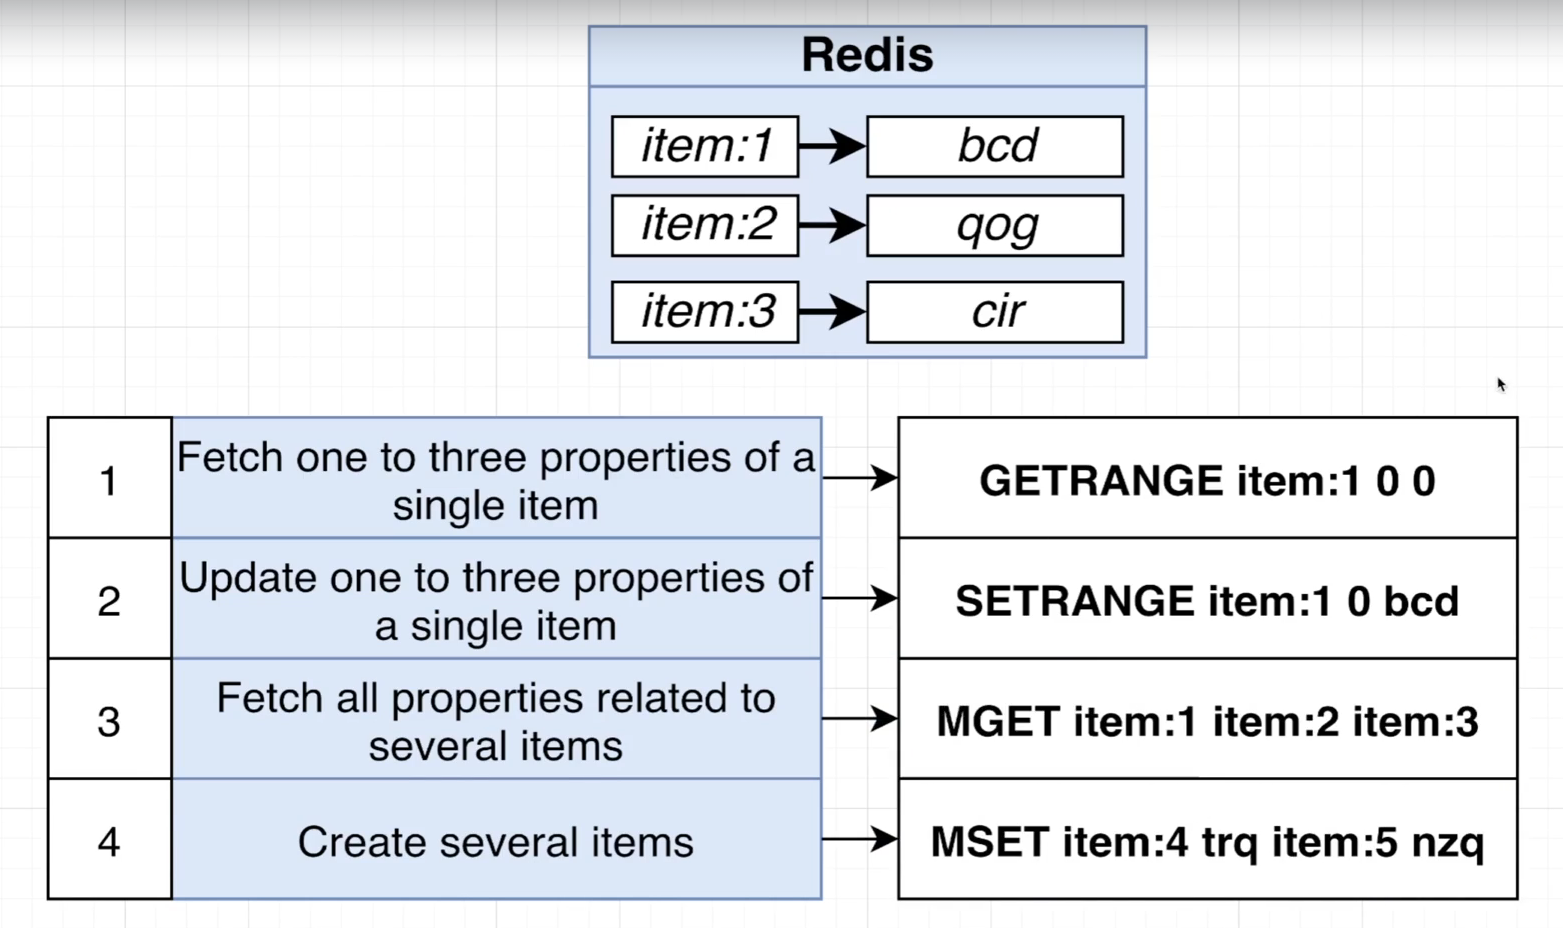 Redis
item:1 bcd
item:2 qog
item:3 cir
1 Fetch one to three properties of a
single item
GETRANGE item:1 0 0
2 Update one to three properties of
a single item
SETRANGE item:1 0 bcd
3 Fetch all properties related to
several items
MGET item:1 item:2 item:3
4 Create several items
MSET item:4 trq item:5 nzq